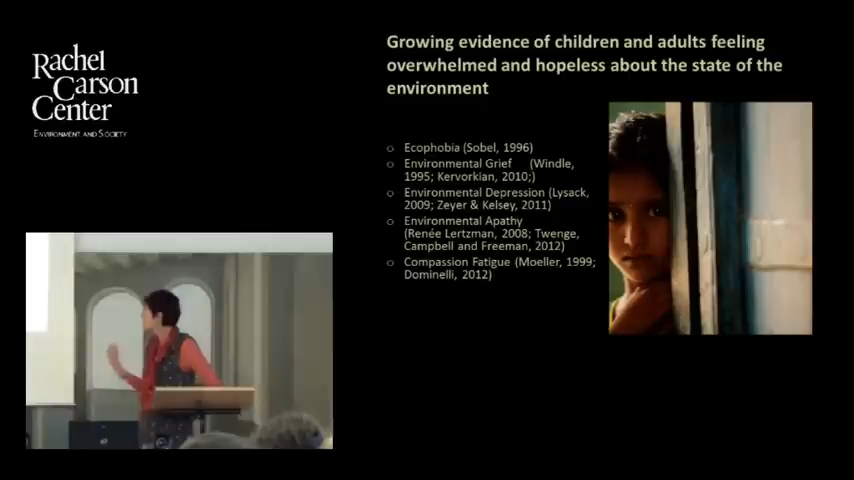 Rachel
Carson
Center
ENVIRONMENT AND SOCIETY
Growing evidence of children and adults feeling
overwhelmed and hopeless about the state of the
environment
o Ecophobia (Sobel, 1996)
o Environmental Grief (Windle,
1995; Kervorkian, 2010;)
o Environmental Depression (Lysack,
2009; Zeyer & Kelsey, 2011)
o Environmental Apathy
(Renée Lertzman, 2008; Twenge,
Campbell and Freeman, 2012)
o Compassion Fatigue (Moeller, 1999;
Dominelli, 2012)